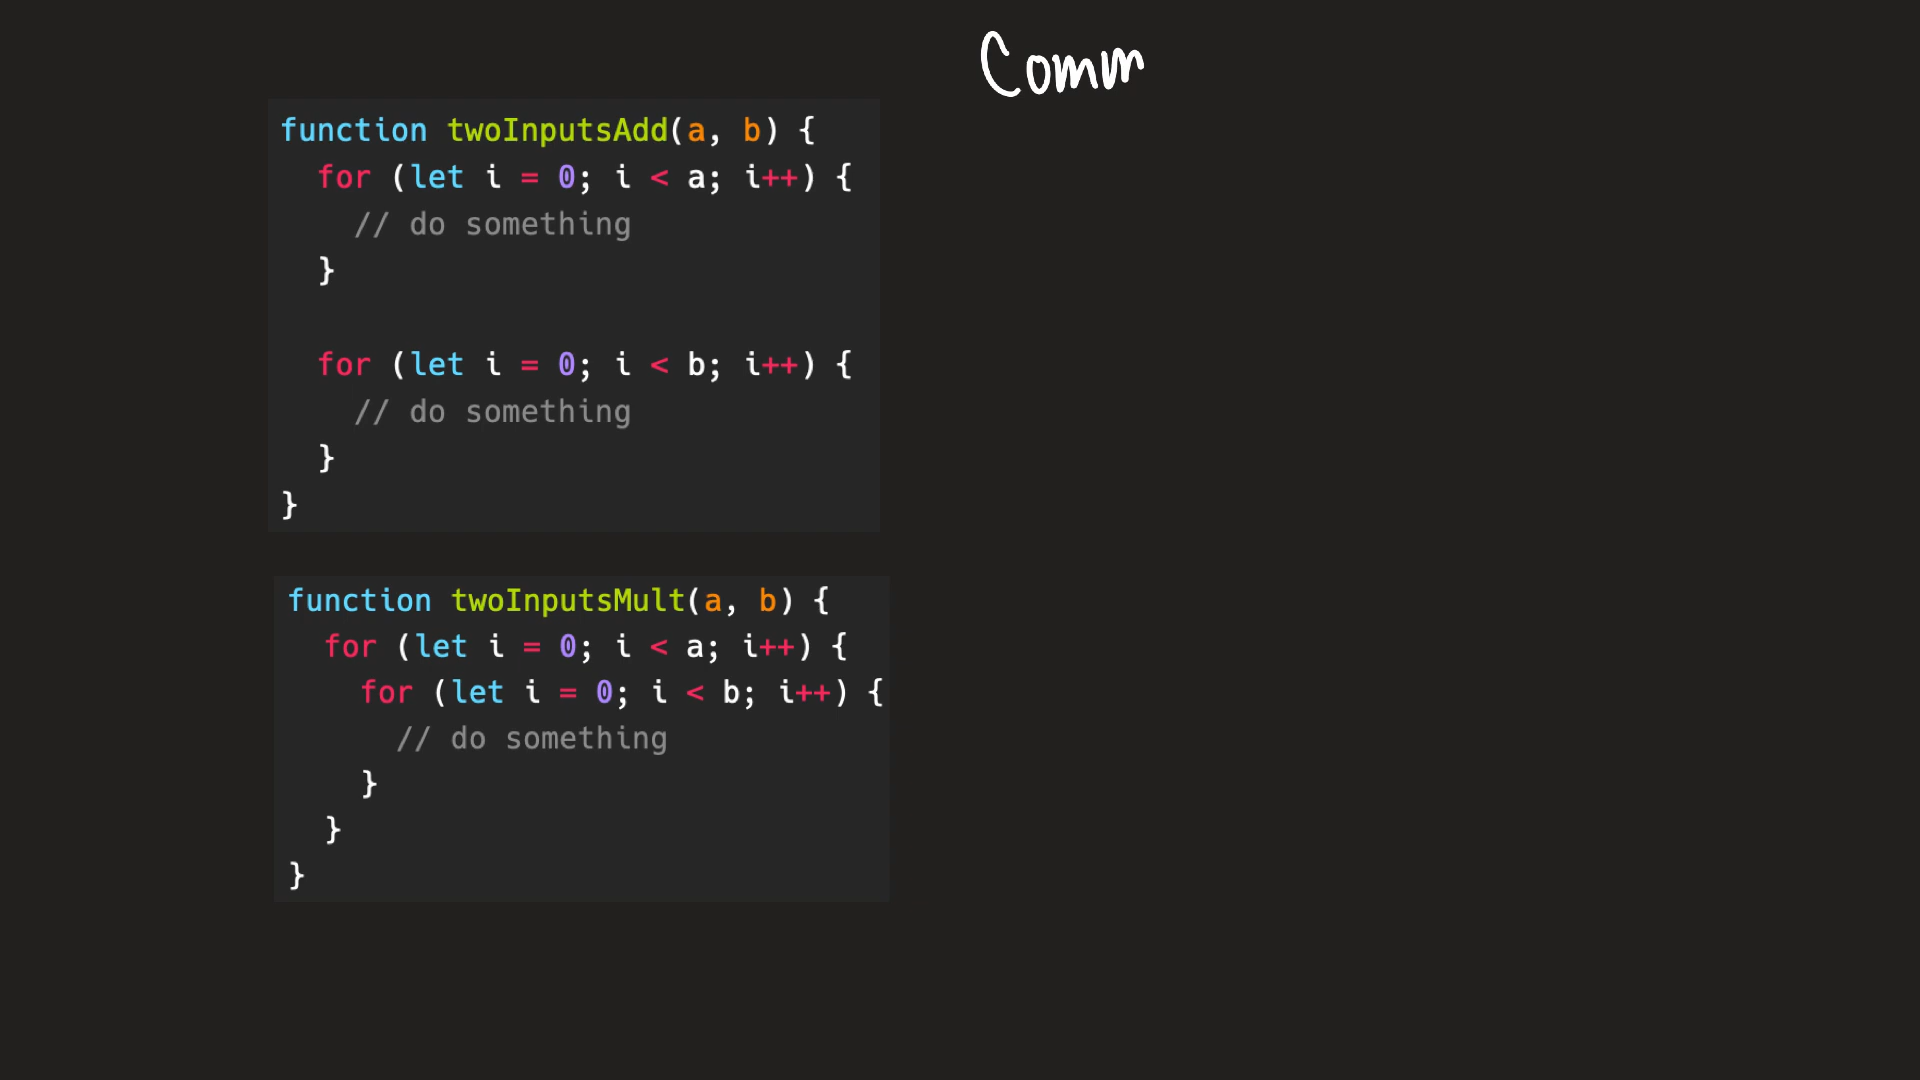 Comm
function twoInputsAdd(a, b) {
  for (let i = 0; i < a; i++) {
    // do something
  }

  for (let i = 0; i < b; i++) {
    // do something
  }
}
function twoInputsMult(a, b) {
  for (let i = 0; i < a; i++) {
    for (let i = 0; i < b; i++) {
      // do something
    }
  }
}